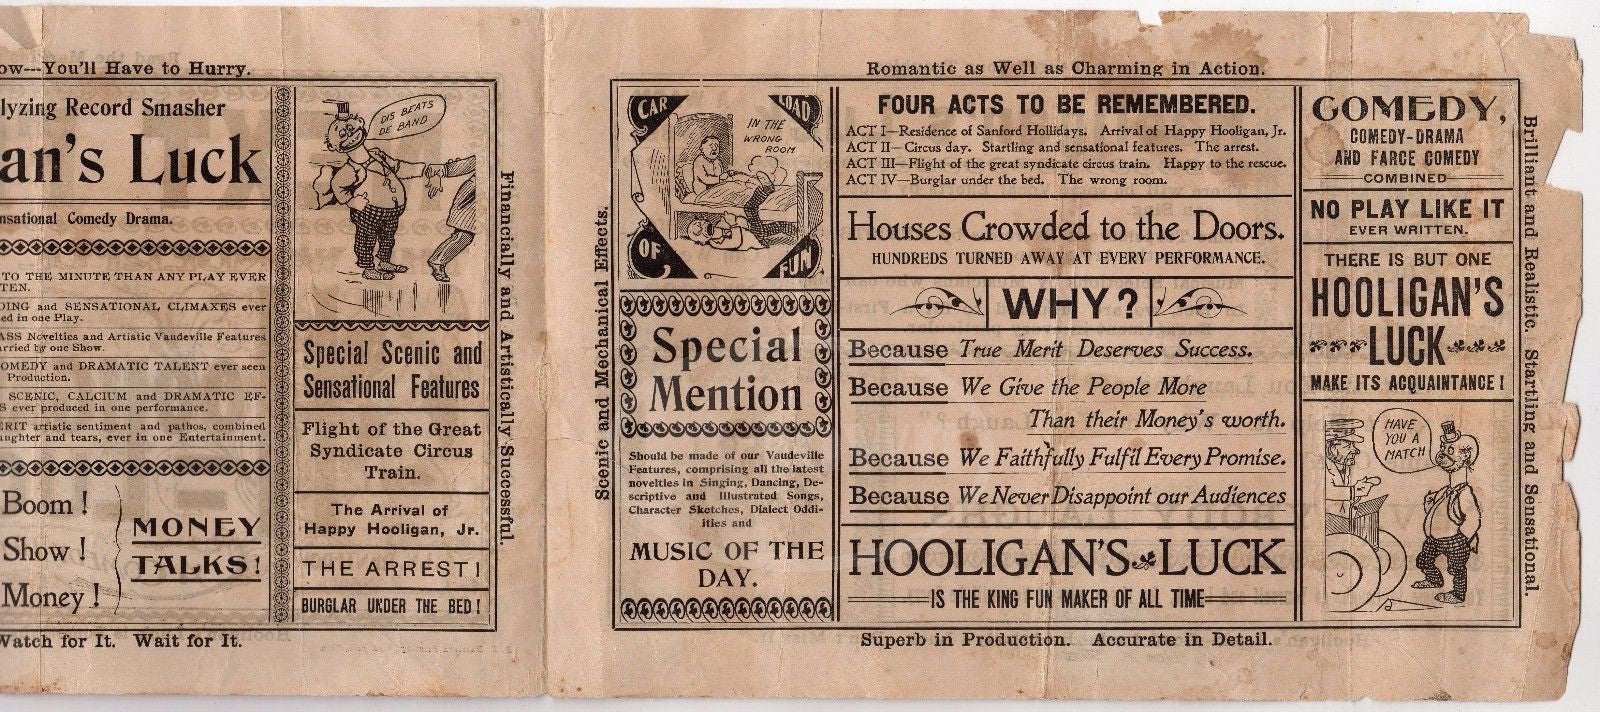 ow---You'll Have to Hurry.
lyzing Record Smasher
an's Luck
nsational Comedy Drama.
TO THE MINUTE THAN ANY PLAY EVER
TEN.
DING and SENSATIONAL CLIMAXES ever
ed in one Play.
ASS Novelties and Artistic Vaudeville Features
arried by one Show.
OMEDY and DRAMATIC TALENT ever seen
Production.
SCENIC, CALCIUM and DRAMATIC EF-
S ever produced in one performance.
ERIT artistic sentiment and pathos, combined
aughter and tears, ever in one Entertainment.
Boom !
Show !
Money !
MONEY
TALKS!
Watch for It. Wait for It.
DIS BEATS
DE BAND
Special Scenic and
Sensational Features
Flight of the Great
Syndicate Circus
Train.
The Arrival of
Happy Hooligan, Jr.
THE ARREST!
BURGLAR UNDER THE BED!
Financially and Artistically Successful.
Scenic and Mechanical Effects.
Romantic as Well as Charming in Action.
CAR
LOAD
OF
FUN
IN THE
WRONG
ROOM
Special
Mention
Should be made of our Vaudeville
Features, comprising all the latest
novelties in Singing, Dancing, De-
scriptive and Illustrated Songs,
Character Sketches, Dialect Oddi-
ities and
MUSIC OF THE
DAY.
FOUR ACTS TO BE REMEMBERED.
ACT I—Residence of Sanford Hollidays. Arrival of Happy Hooligan, Jr.
ACT II—Circus day. Startling and sensational features. The arrest.
ACT III—Flight of the great syndicate circus train. Happy to the rescue.
ACT IV—Burglar under the bed. The wrong room.
Houses Crowded to the Doors.
HUNDREDS TURNED AWAY AT EVERY PERFORMANCE.
WHY?
Because True Merit Deserves Success.
Because We Give the People More
Than their Money's worth.
Because We Faithfully Fulfil Every Promise.
Because We Never Disappoint our Audiences
HOOLIGAN'S LUCK
IS THE KING FUN MAKER OF ALL TIME
COMEDY,
COMEDY-DRAMA
AND FARCE COMEDY
COMBINED
NO PLAY LIKE IT
EVER WRITTEN.
THERE IS BUT ONE
HOOLIGAN'S
LUCK
MAKE ITS ACQUAINTANCE!
HAVE
YOU A
MATCH
Brilliant and Realistic. Startling and Sensational.
Superb in Production. Accurate in Detail.